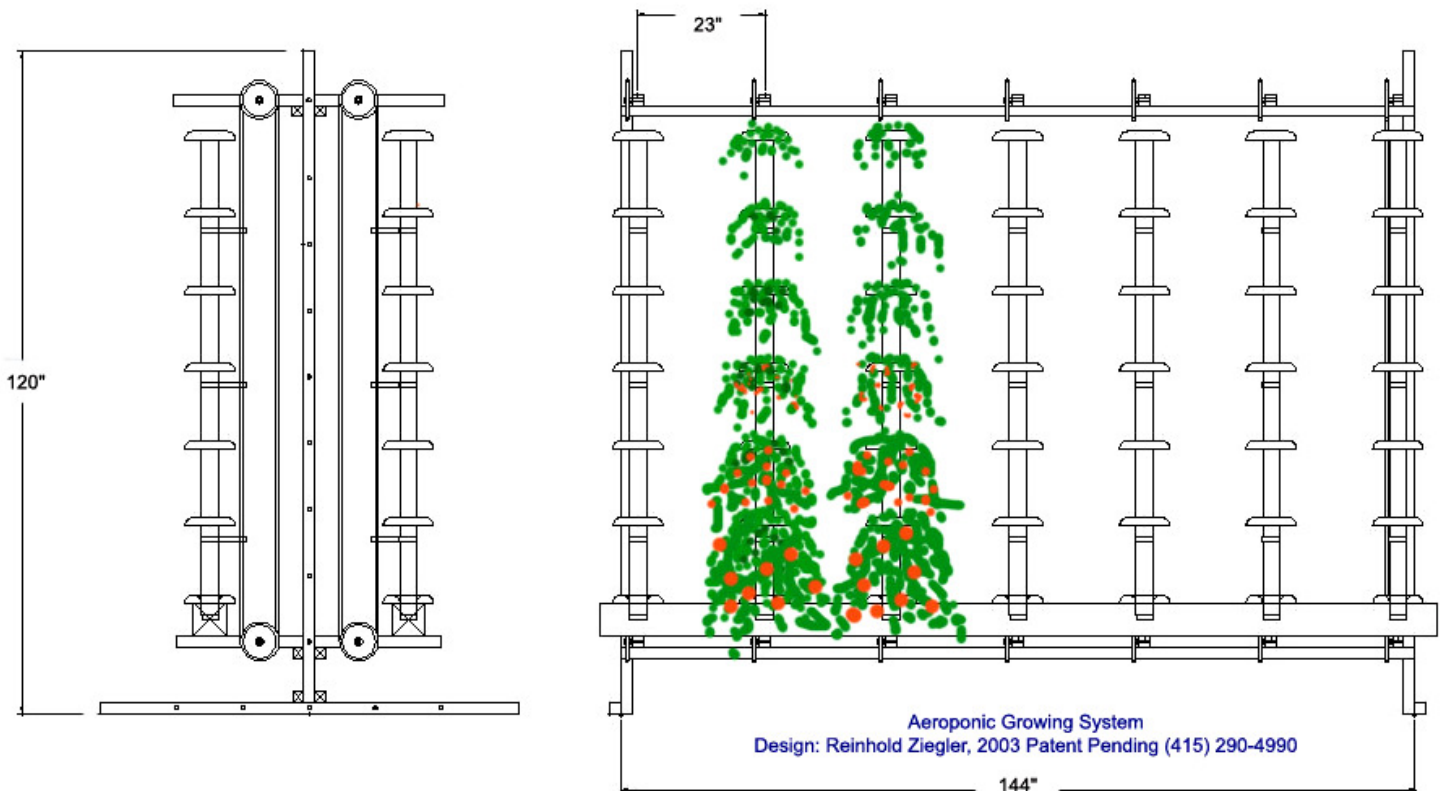 23"
120"
Aeroponic Growing System
Design: Reinhold Ziegler, 2003 Patent Pending (415) 290-4990
144"